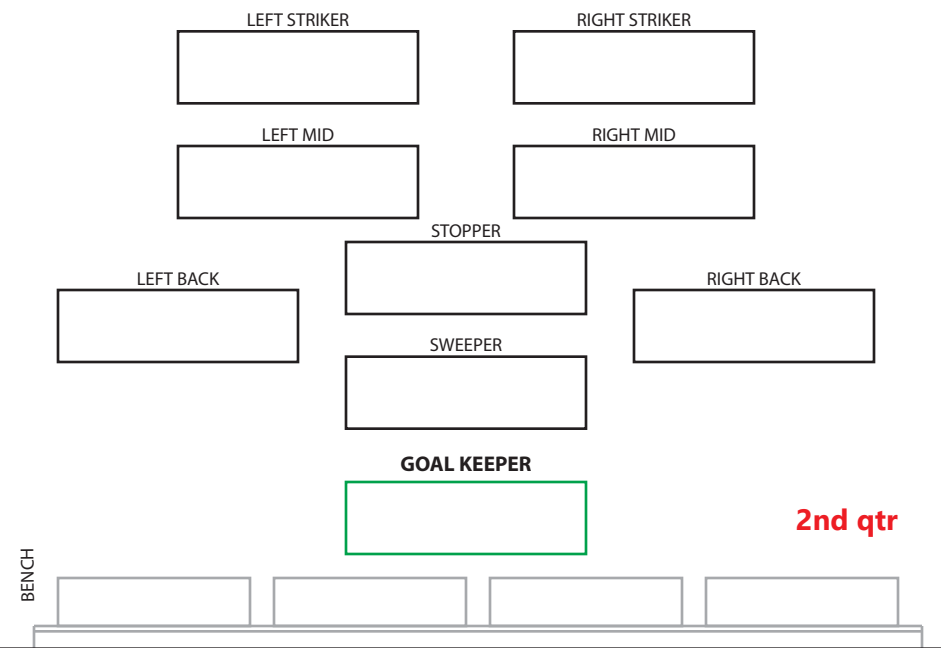 LEFT STRIKER
RIGHT STRIKER
LEFT MID
RIGHT MID
STOPPER
LEFT BACK
RIGHT BACK
SWEEPER
GOAL KEEPER
2nd qtr
BENCH